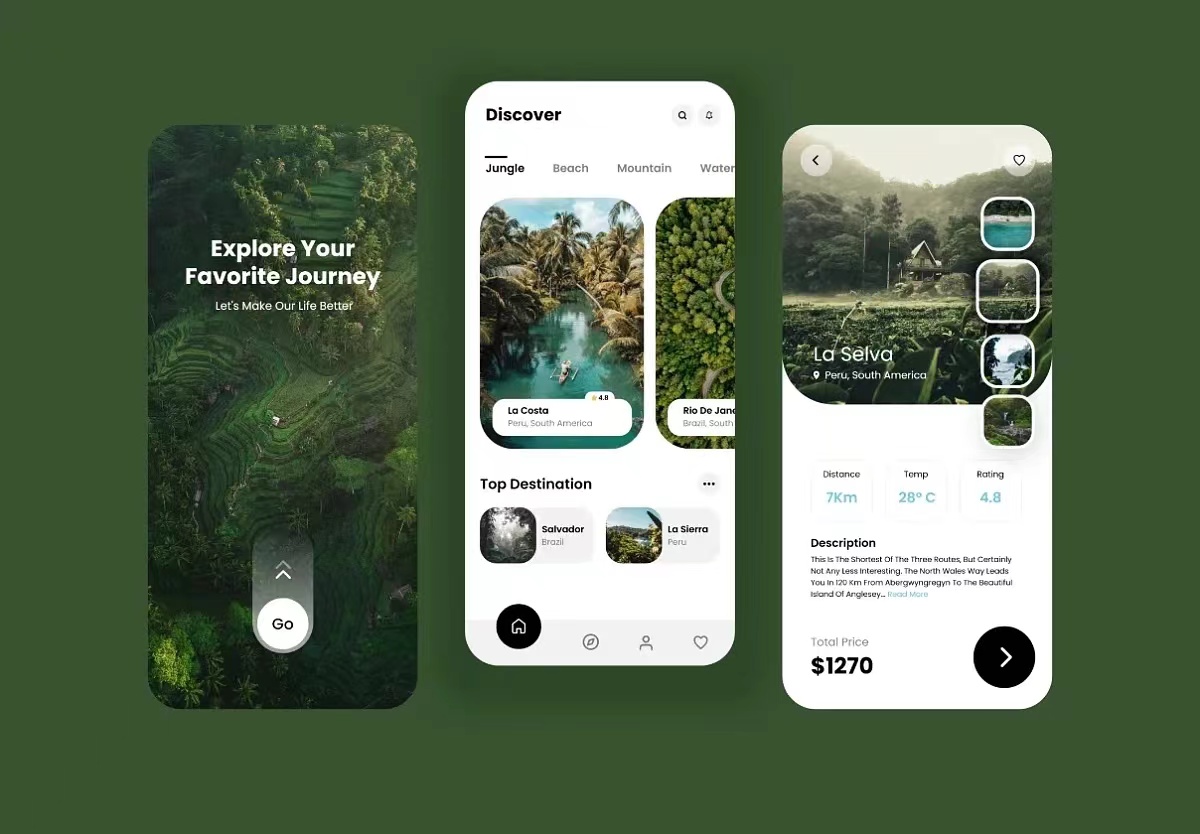 Explore Your
Favorite Journey
Let's Make Our Life Better
Go
Discover
Jungle Beach Mountain Water
4.8
La Costa
Peru, South America
Rio De Jane
Brazil, South
Top Destination
Salvador
Brazil
La Sierra
Peru
La Selva
Peru, South America
Distance Temp Rating
7Km 28° C 4.8
Description
This Is The Shortest Of The Three Routes, But Certainly
Not Any Less Interesting. The North Wales Way Leads
You In 120 Km From Abergwyngregyn To The Beautiful
Island Of Anglesey... Read More
Total Price
$1270